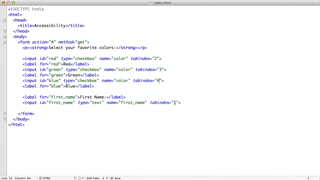 index.html
<!DOCTYPE html>
<html>
<head>
<title>Accessibility</title>
</head>
<body>
<form action="#" method="get">
<p><strong>Select your favorite colors:</strong></p>
<input id="red" type="checkbox" name="color" tabindex="2">
<label for="red">Red</label>
<input id="green" type="checkbox" name="color" tabindex="3">
<label for="green">Green</label>
<input id="blue" type="checkbox" name="color" tabindex="4">
<label for="blue">Blue</label>
<label for="first_name">First Name:</label>
<input id="first_name" type="text" name="first_name" tabindex="1">
</form>
</body>
</html>